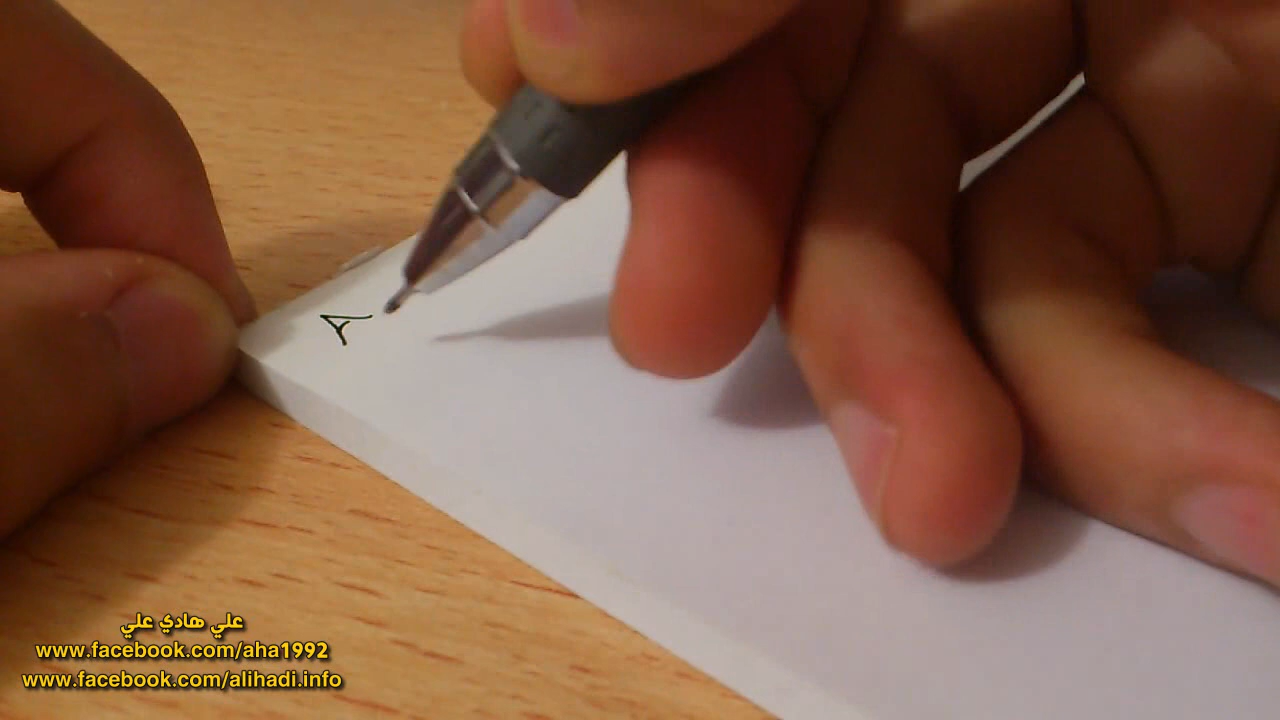 A
علي هادي علي
www.facebook.com/aha1992
www.facebook.com/alihadi.info